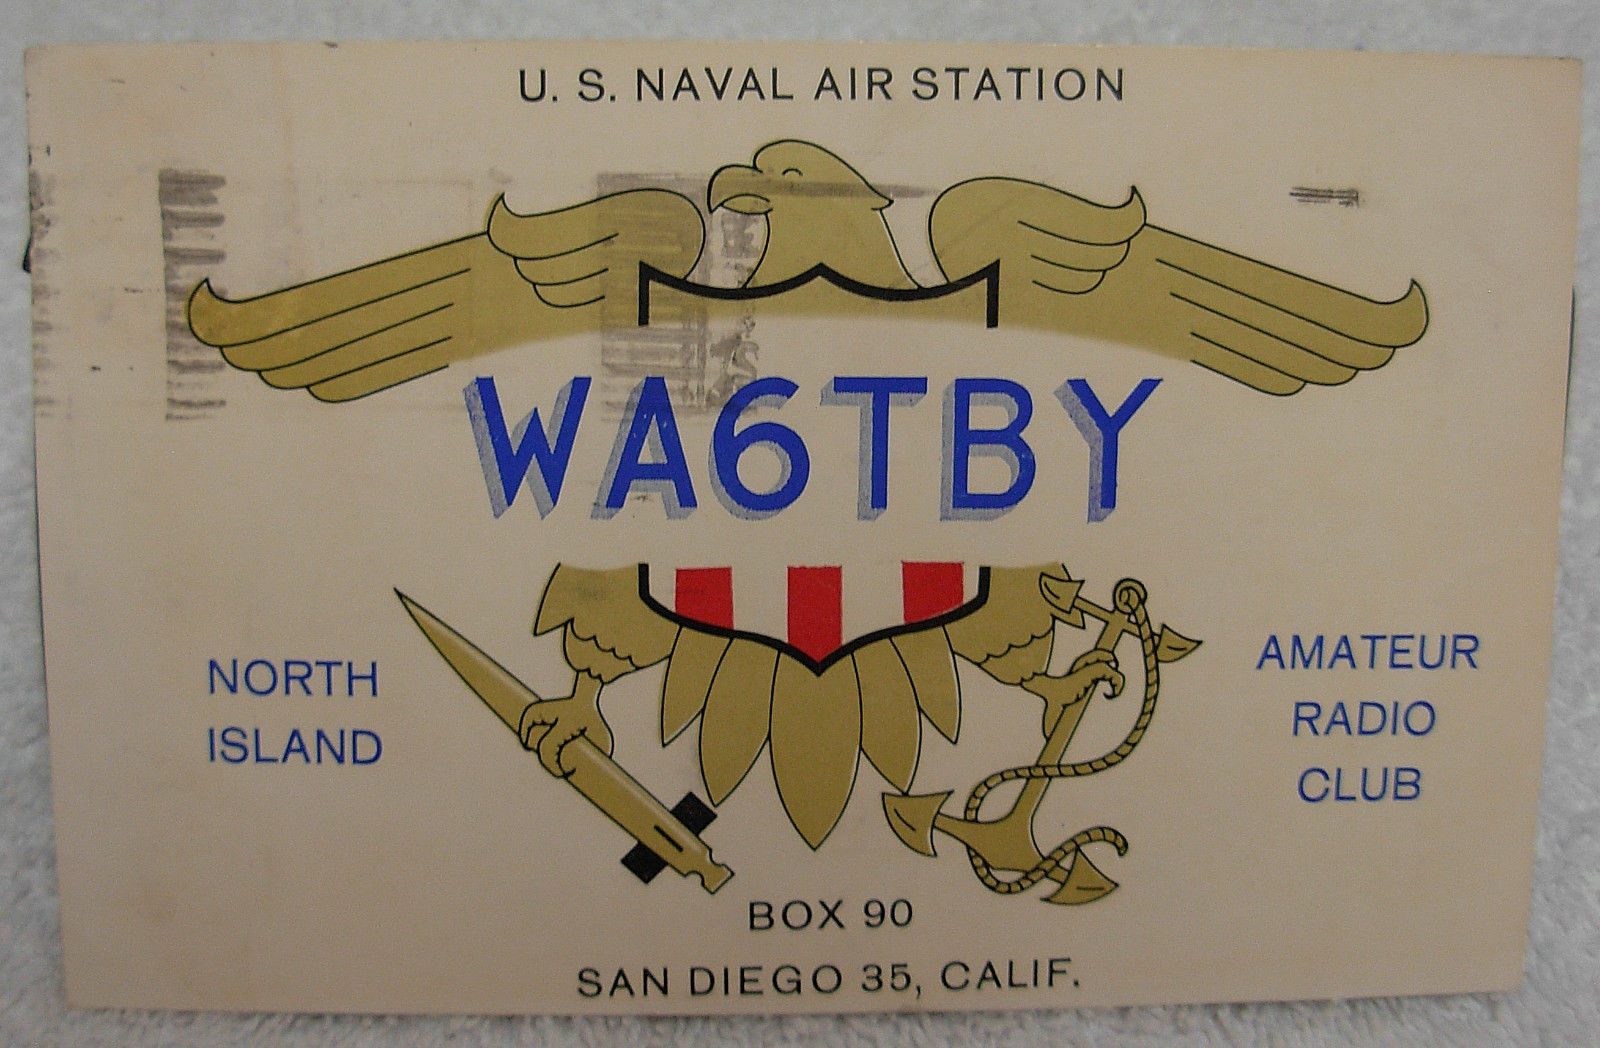 U. S. NAVAL AIR STATION
WA6TBY
NORTH
ISLAND
AMATEUR
RADIO
CLUB
BOX 90
SAN DIEGO 35, CALIF.